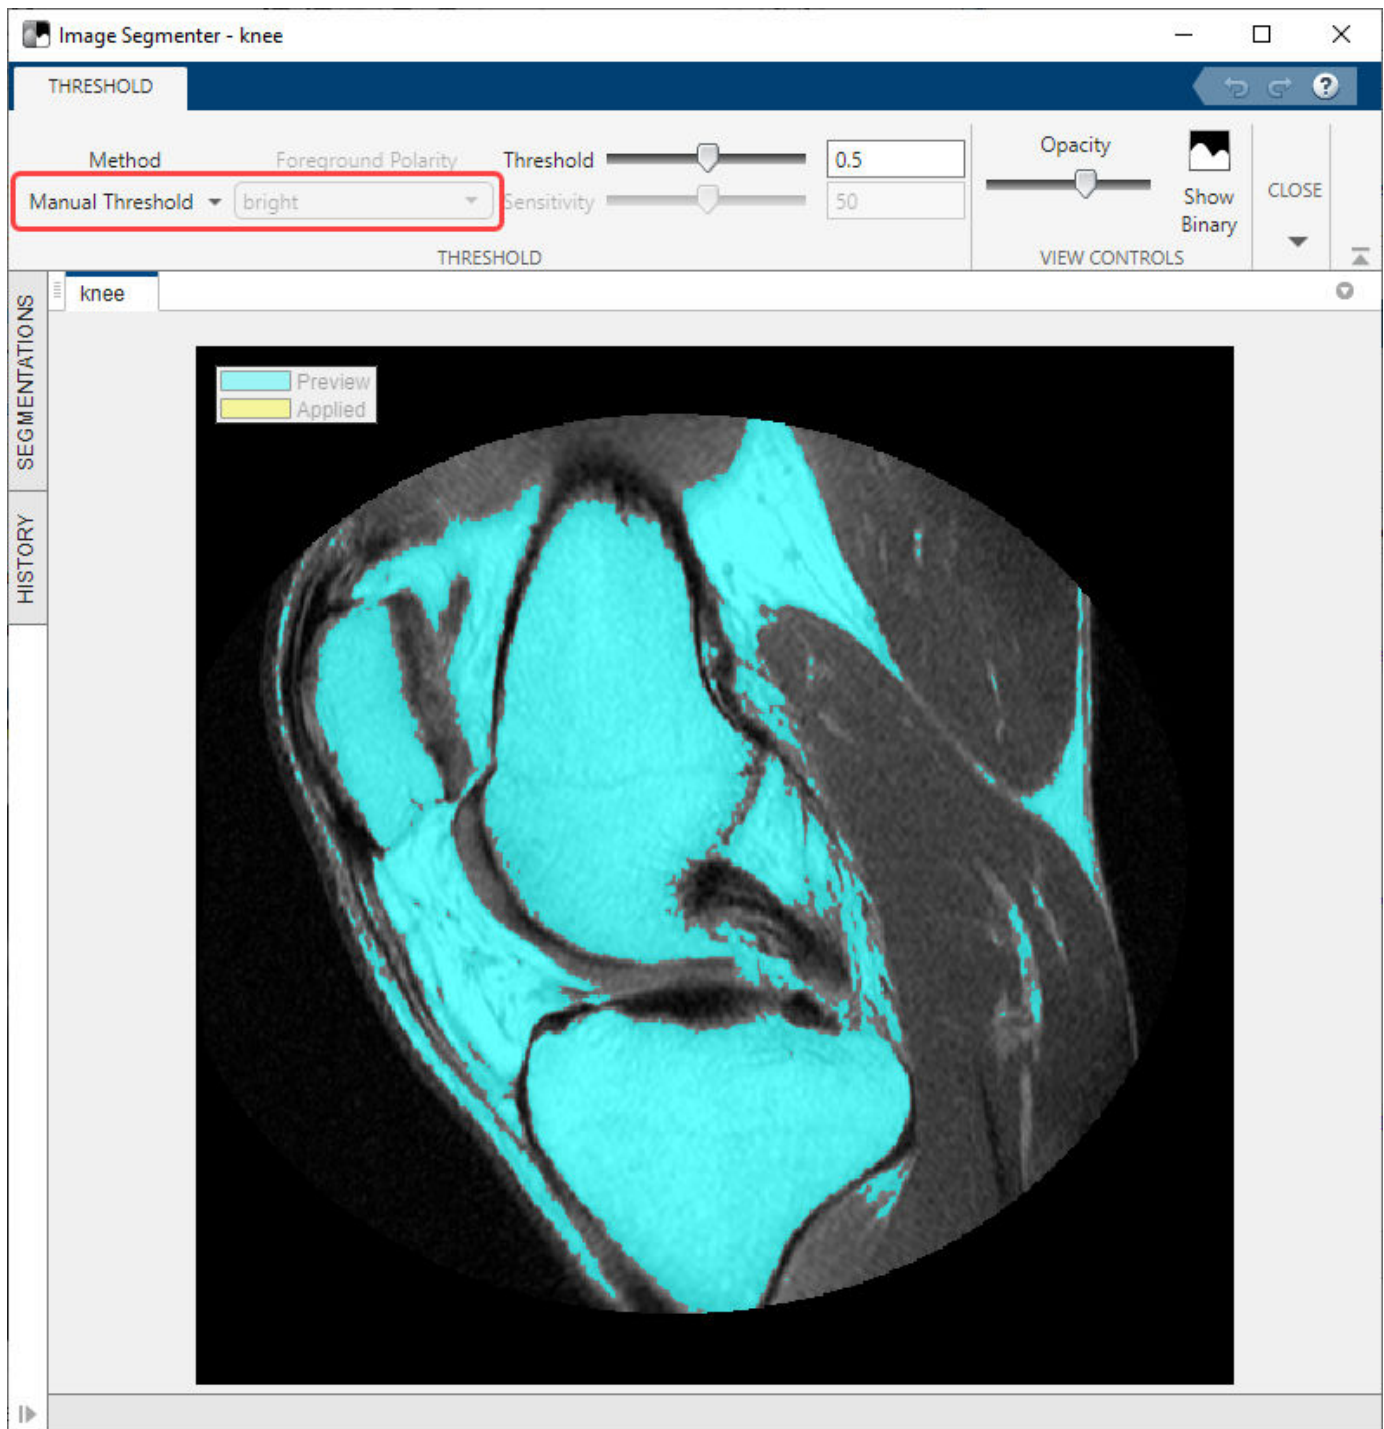 Image Segmenter - knee
THRESHOLD
Method
Foreground Polarity
Threshold
0.5
Manual Threshold
bright
Sensitivity
50
THRESHOLD
Opacity
Show
Binary
VIEW CONTROLS
CLOSE
SEGMENTATIONS
HISTORY
knee
Preview
Applied